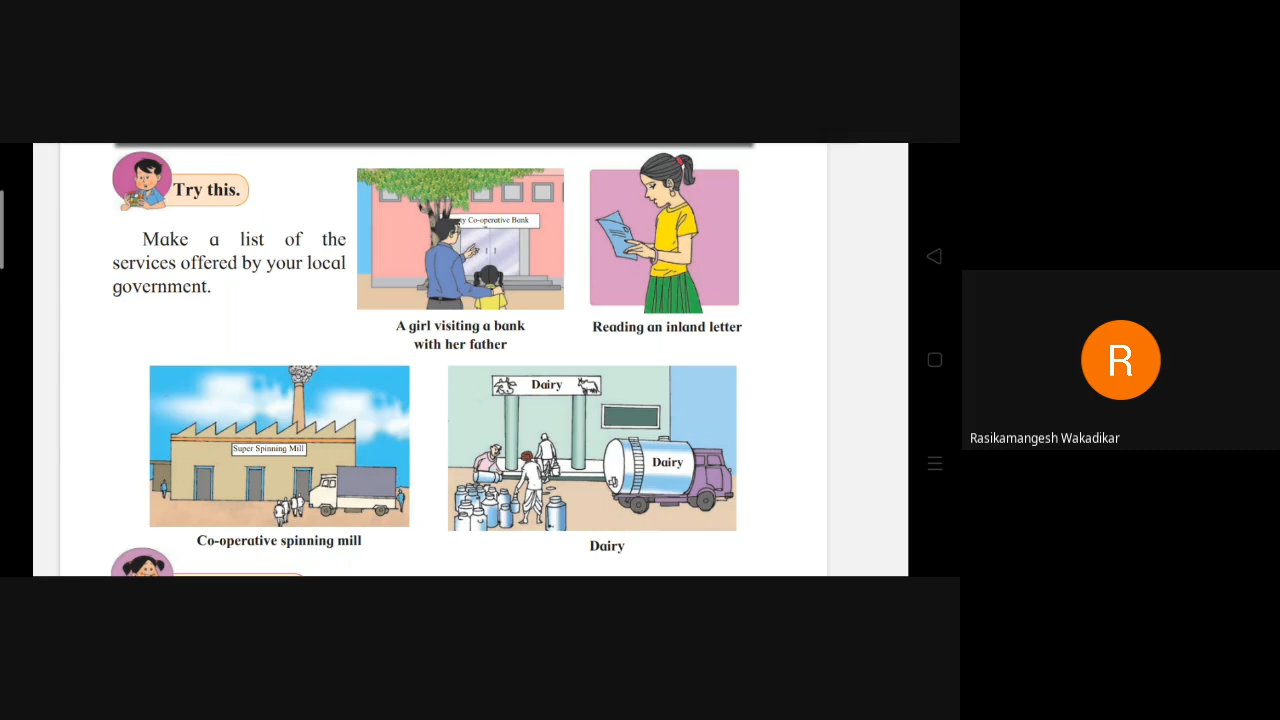 Try this.
Make a list of the
services offered by your local
government.
Co-operative Bank
A girl visiting a bank
with her father
Reading an inland letter
Super Spinning Mill
Co-operative spinning mill
Dairy
Dairy
Dairy
R
Rasikamangesh Wakadikar